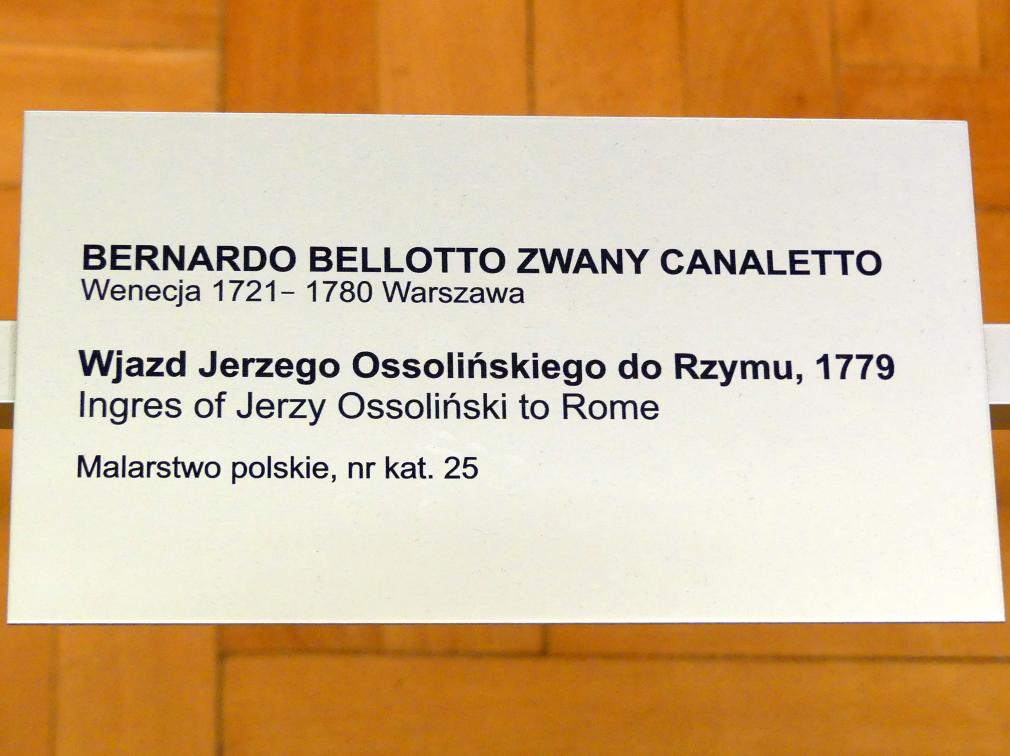 BERNARDO BELLOTTO ZWANY CANALETTO
Wenecja 1721– 1780 Warszawa
Wjazd Jerzego Ossolińskiego do Rzymu, 1779
Ingres of Jerzy Ossoliński to Rome
Malarstwo polskie, nr kat. 25